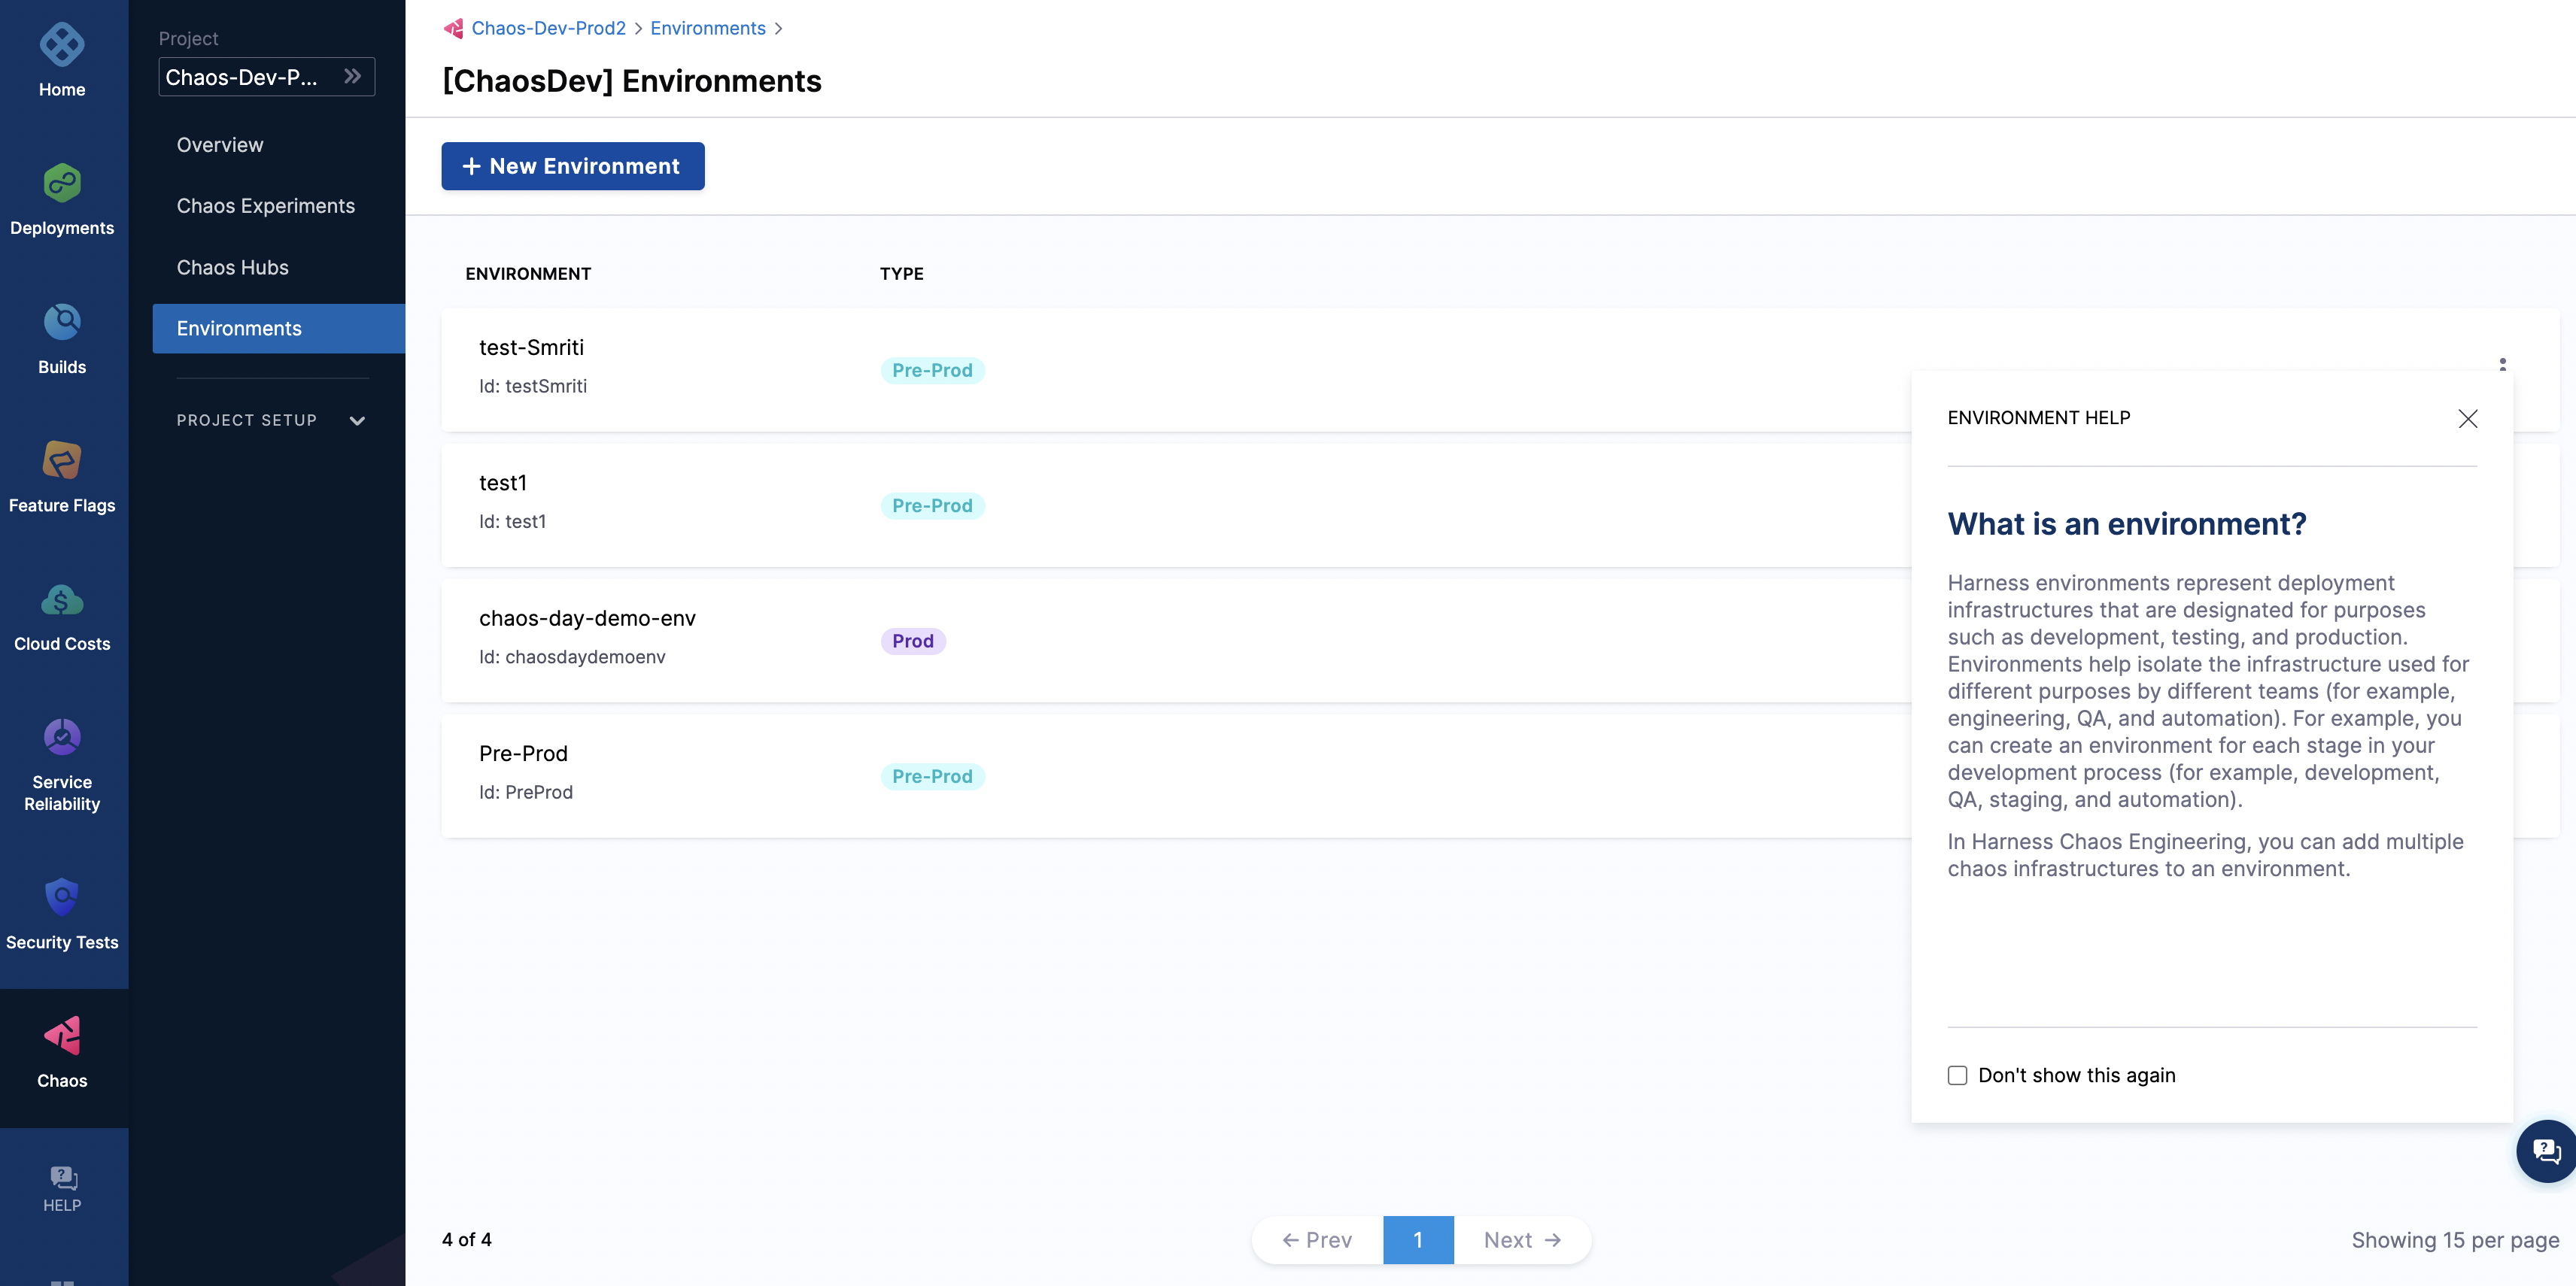 Home
Deployments
Builds
Feature Flags
Cloud Costs
Service
Reliability
Security Tests
Chaos
HELP
Project
Chaos-Dev-P...
Overview
Chaos Experiments
Chaos Hubs
Environments
PROJECT SETUP
Chaos-Dev-Prod2 > Environments >
[ChaosDev] Environments
+ New Environment
ENVIRONMENT TYPE
test-Smriti
Id: testSmriti
Pre-Prod
test1
Id: test1
Pre-Prod
chaos-day-demo-env
Id: chaosdaydemoenv
Prod
Pre-Prod
Id: PreProd
Pre-Prod
ENVIRONMENT HELP
What is an environment?
Harness environments represent deployment
infrastructures that are designated for purposes
such as development, testing, and production.
Environments help isolate the infrastructure used for
different purposes by different teams (for example,
engineering, QA, and automation). For example, you
can create an environment for each stage in your
development process (for example, development,
QA, staging, and automation).
In Harness Chaos Engineering, you can add multiple
chaos infrastructures to an environment.
Don't show this again
4 of 4
← Prev 1 Next →
Showing 15 per page